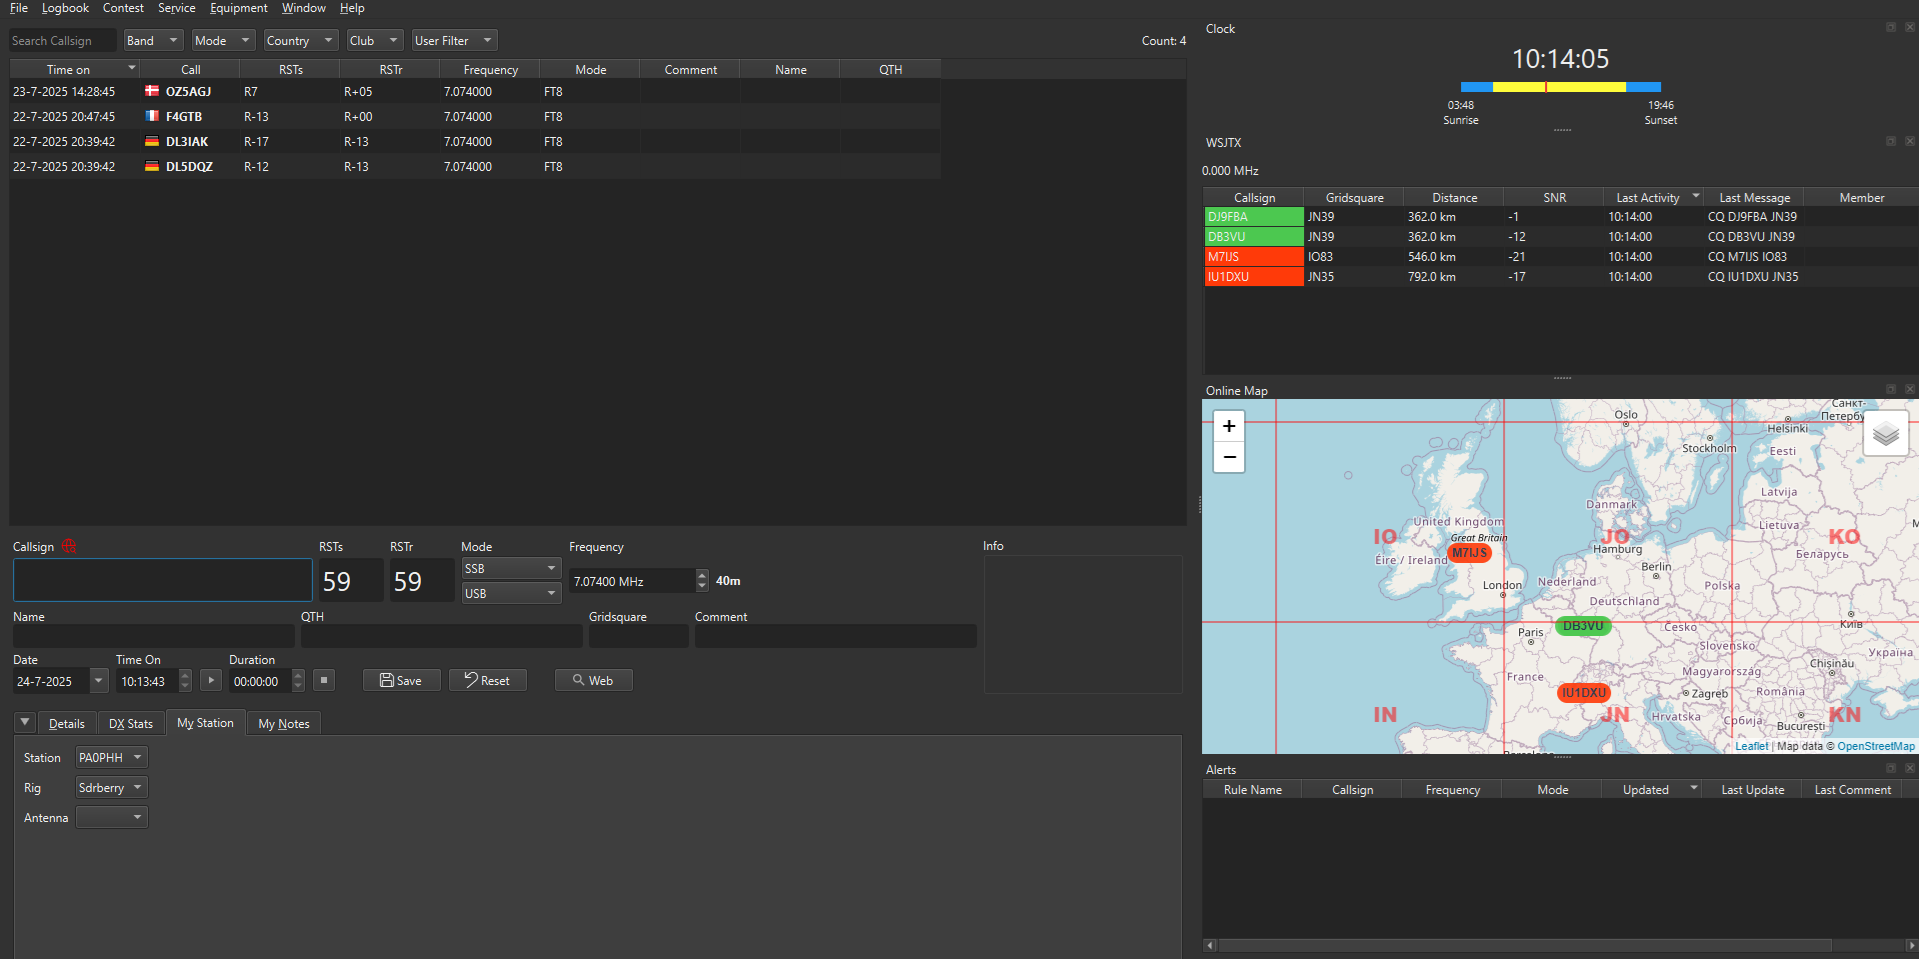 File Logbook Contest Service Equipment Window Help
Search Callsign Band Mode Country Club User Filter Count: 4
Time on Call RSTs RSTr Frequency Mode Comment Name QTH
23-7-2025 14:28:45 OZ5AGJ R7 R+05 7.074000 FT8
22-7-2025 20:47:45 F4GTB R-13 R+00 7.074000 FT8
22-7-2025 20:39:42 DL3IAK R-17 R-13 7.074000 FT8
22-7-2025 20:39:42 DL5DQZ R-12 R-13 7.074000 FT8
Callsign RSTs RSTr Mode Frequency Info
59 59 SSB 7.07400 MHz 40m
USB
Name QTH Gridsquare Comment
Date Time On Duration
24-7-2025 10:13:43 00:00:00 Save Reset Web
Details DX Stats My Station My Notes
Station PA0PHH
Rig Sdrberry
Antenna
Clock
10:14:05
03:48 19:46
Sunrise Sunset
WSJTX
0.000 MHz
Callsign Gridsquare Distance SNR Last Activity Last Message Member
DJ9FBA JN39 362.0 km -1 10:14:00 CQ DJ9FBA JN39
DB3VU JN39 362.0 km -12 10:14:00 CQ DB3VU JN39
M7IJS IO83 546.0 km -21 10:14:00 CQ M7IJS IO83
IU1DXU JN35 792.0 km -17 10:14:00 CQ IU1DXU JN35
Online Map
+
−
Санкт-
Oslo Петербу
Helsinki
Stockholm Eesti
Latvija
Danmark
United Kingdom Lietuva
IO Great Britain JO KO
M7IJS Hamburg
Éire / Ireland Беларусь
Berlin
London Nederland Polska
Deutschland
Paris DB3VU Česko Київ
Slovensko
Україна
France Magyarország Chișinău
IU1DXU Zagreb România
IN JN Hrvatska Србија București KN
Leaflet | Map data © OpenStreetMap
Alerts
Rule Name Callsign Frequency Mode Updated Last Update Last Comment